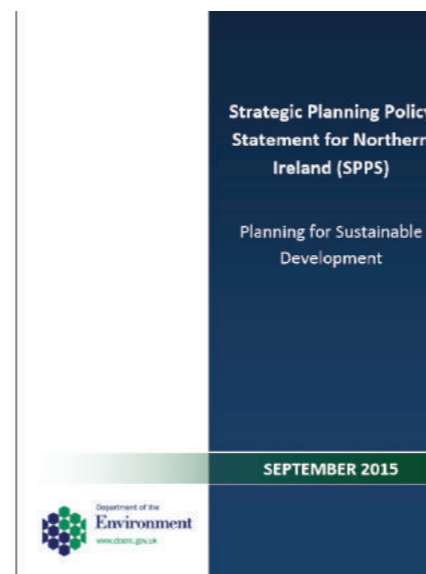 Strategic Planning Policy
Statement for Northern
Ireland (SPPS)
Planning for Sustainable
Development
SEPTEMBER 2015
Department of the
Environment
www.doeni.gov.uk